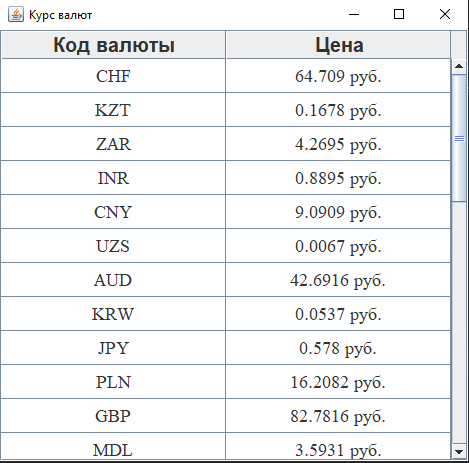 Курс валют
Код валюты Цена
CHF 64.709 руб.
KZT 0.1678 руб.
ZAR 4.2695 руб.
INR 0.8895 руб.
CNY 9.0909 руб.
UZS 0.0067 руб.
AUD 42.6916 руб.
KRW 0.0537 руб.
JPY 0.578 руб.
PLN 16.2082 руб.
GBP 82.7816 руб.
MDL 3.5931 руб.